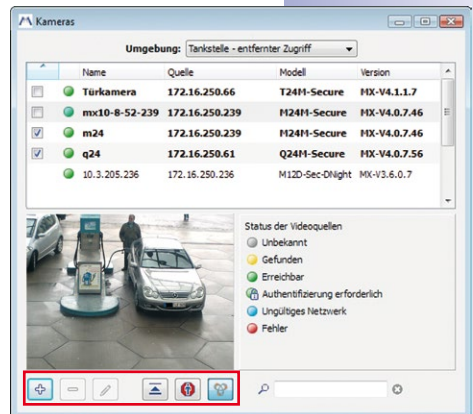 Kameras
Umgebung: Tankstelle - entfernter Zugriff
Name Quelle Modell Version
Türkamera 172.16.250.66 T24M-Secure MX-V4.1.1.7
mx10-8-52-239 172.16.250.239 M24M-Secure MX-V4.0.7.46
m24 172.16.250.239 M24M-Secure MX-V4.0.7.46
q24 172.16.250.61 Q24M-Secure MX-V4.0.7.56
10.3.205.236 172.16.250.236 M12D-Sec-DNight MX-V3.6.0.7
Status der Videoquellen
Unbekannt
Gefunden
Erreichbar
Authentifizierung erforderlich
Ungültiges Netzwerk
Fehler